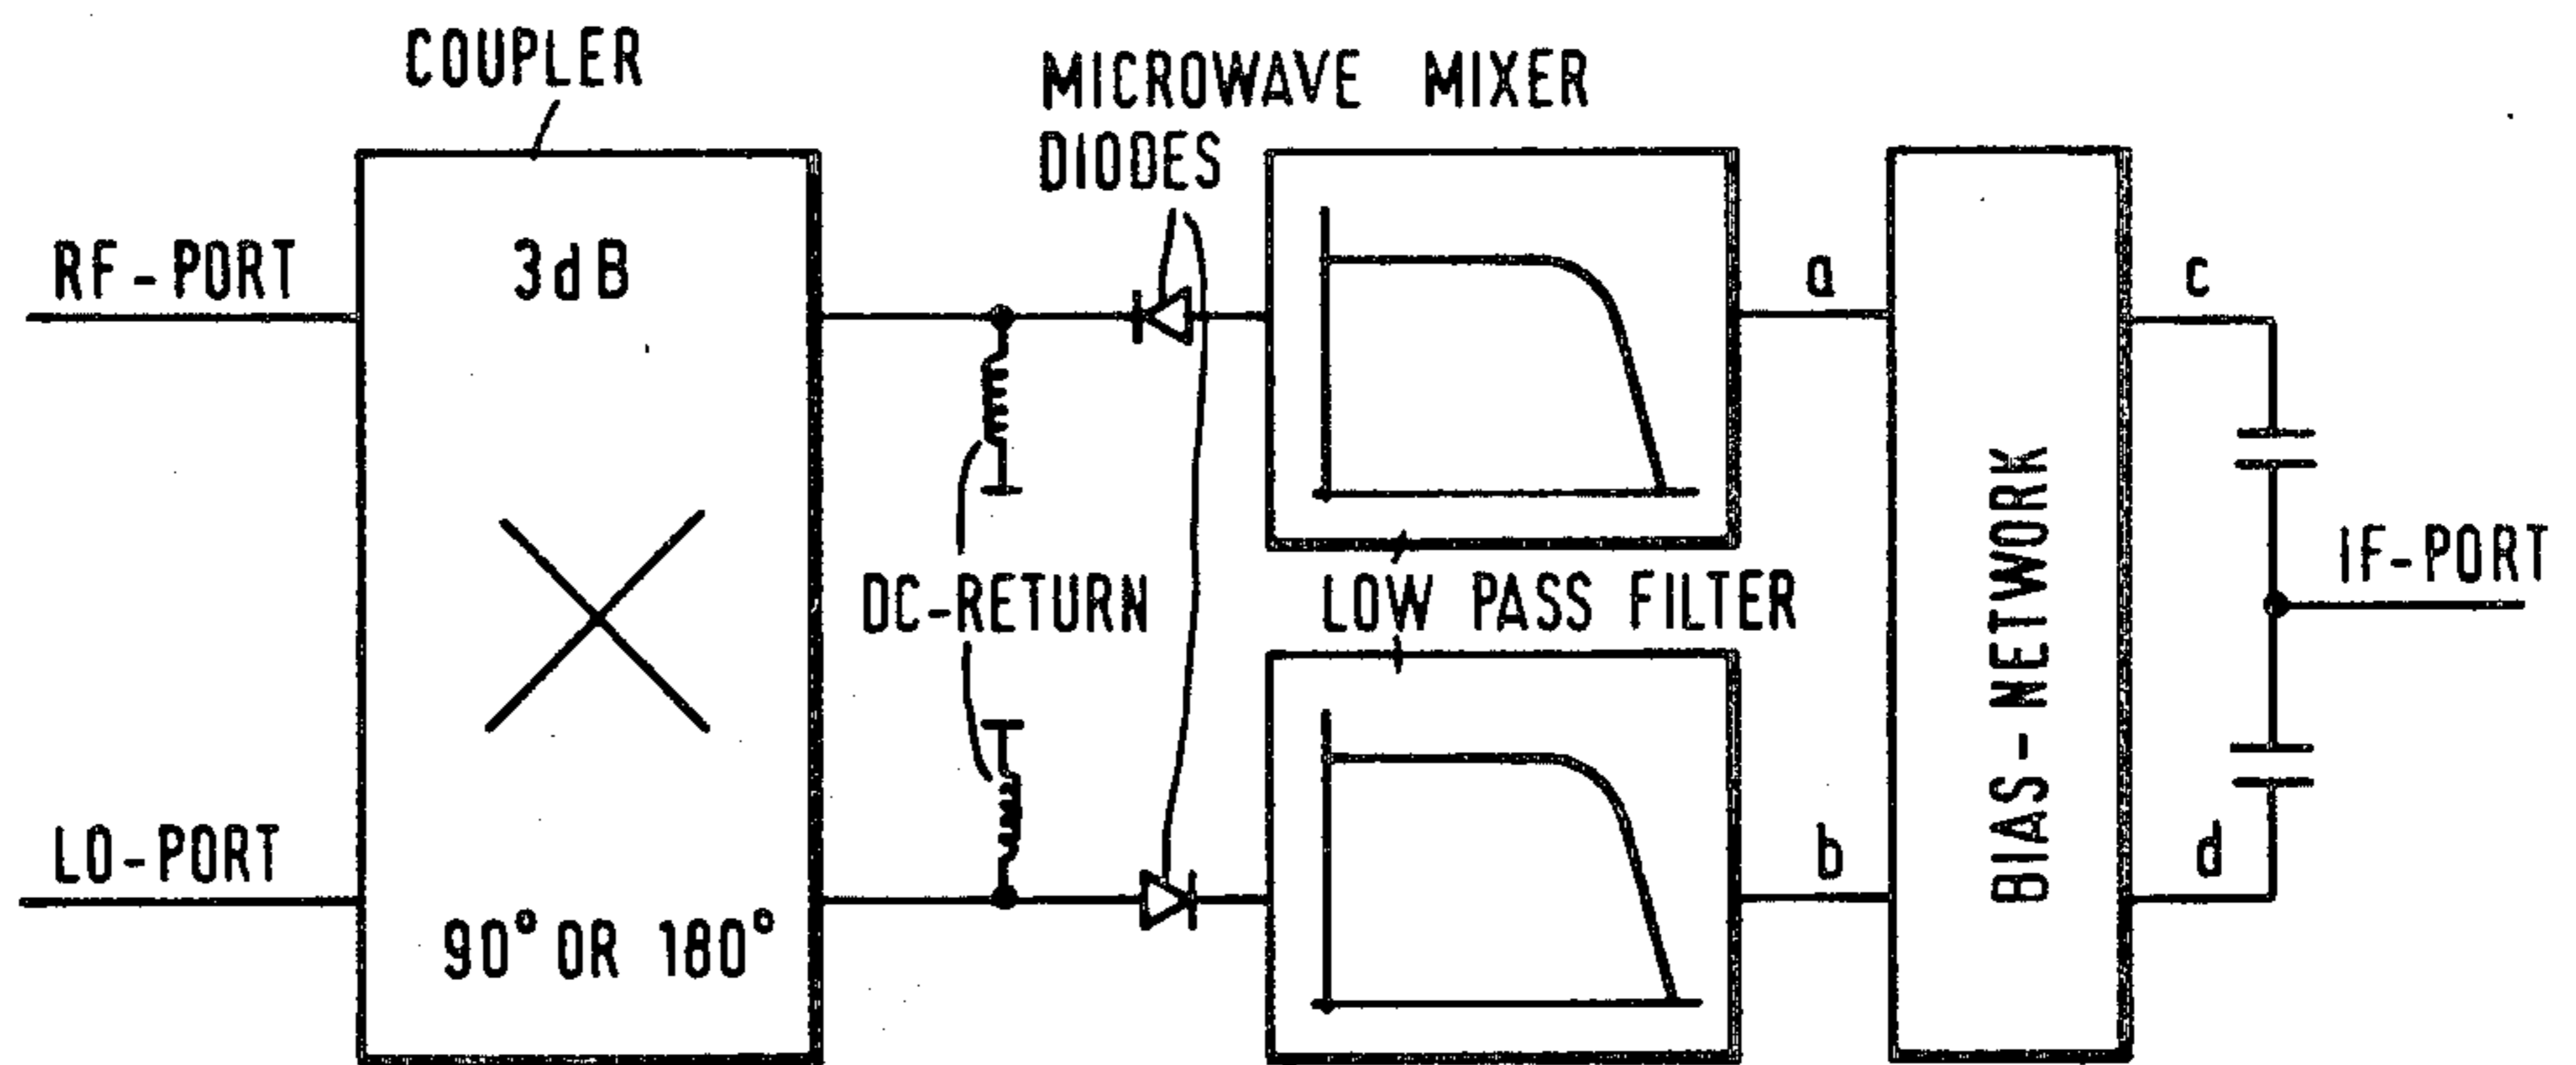 COUPLER
MICROWAVE MIXER
DIODES
RF-PORT
3dB
a
c
DC-RETURN
LOW PASS FILTER
BIAS-NETWORK
IF-PORT
LO-PORT
90° OR 180°
b
d